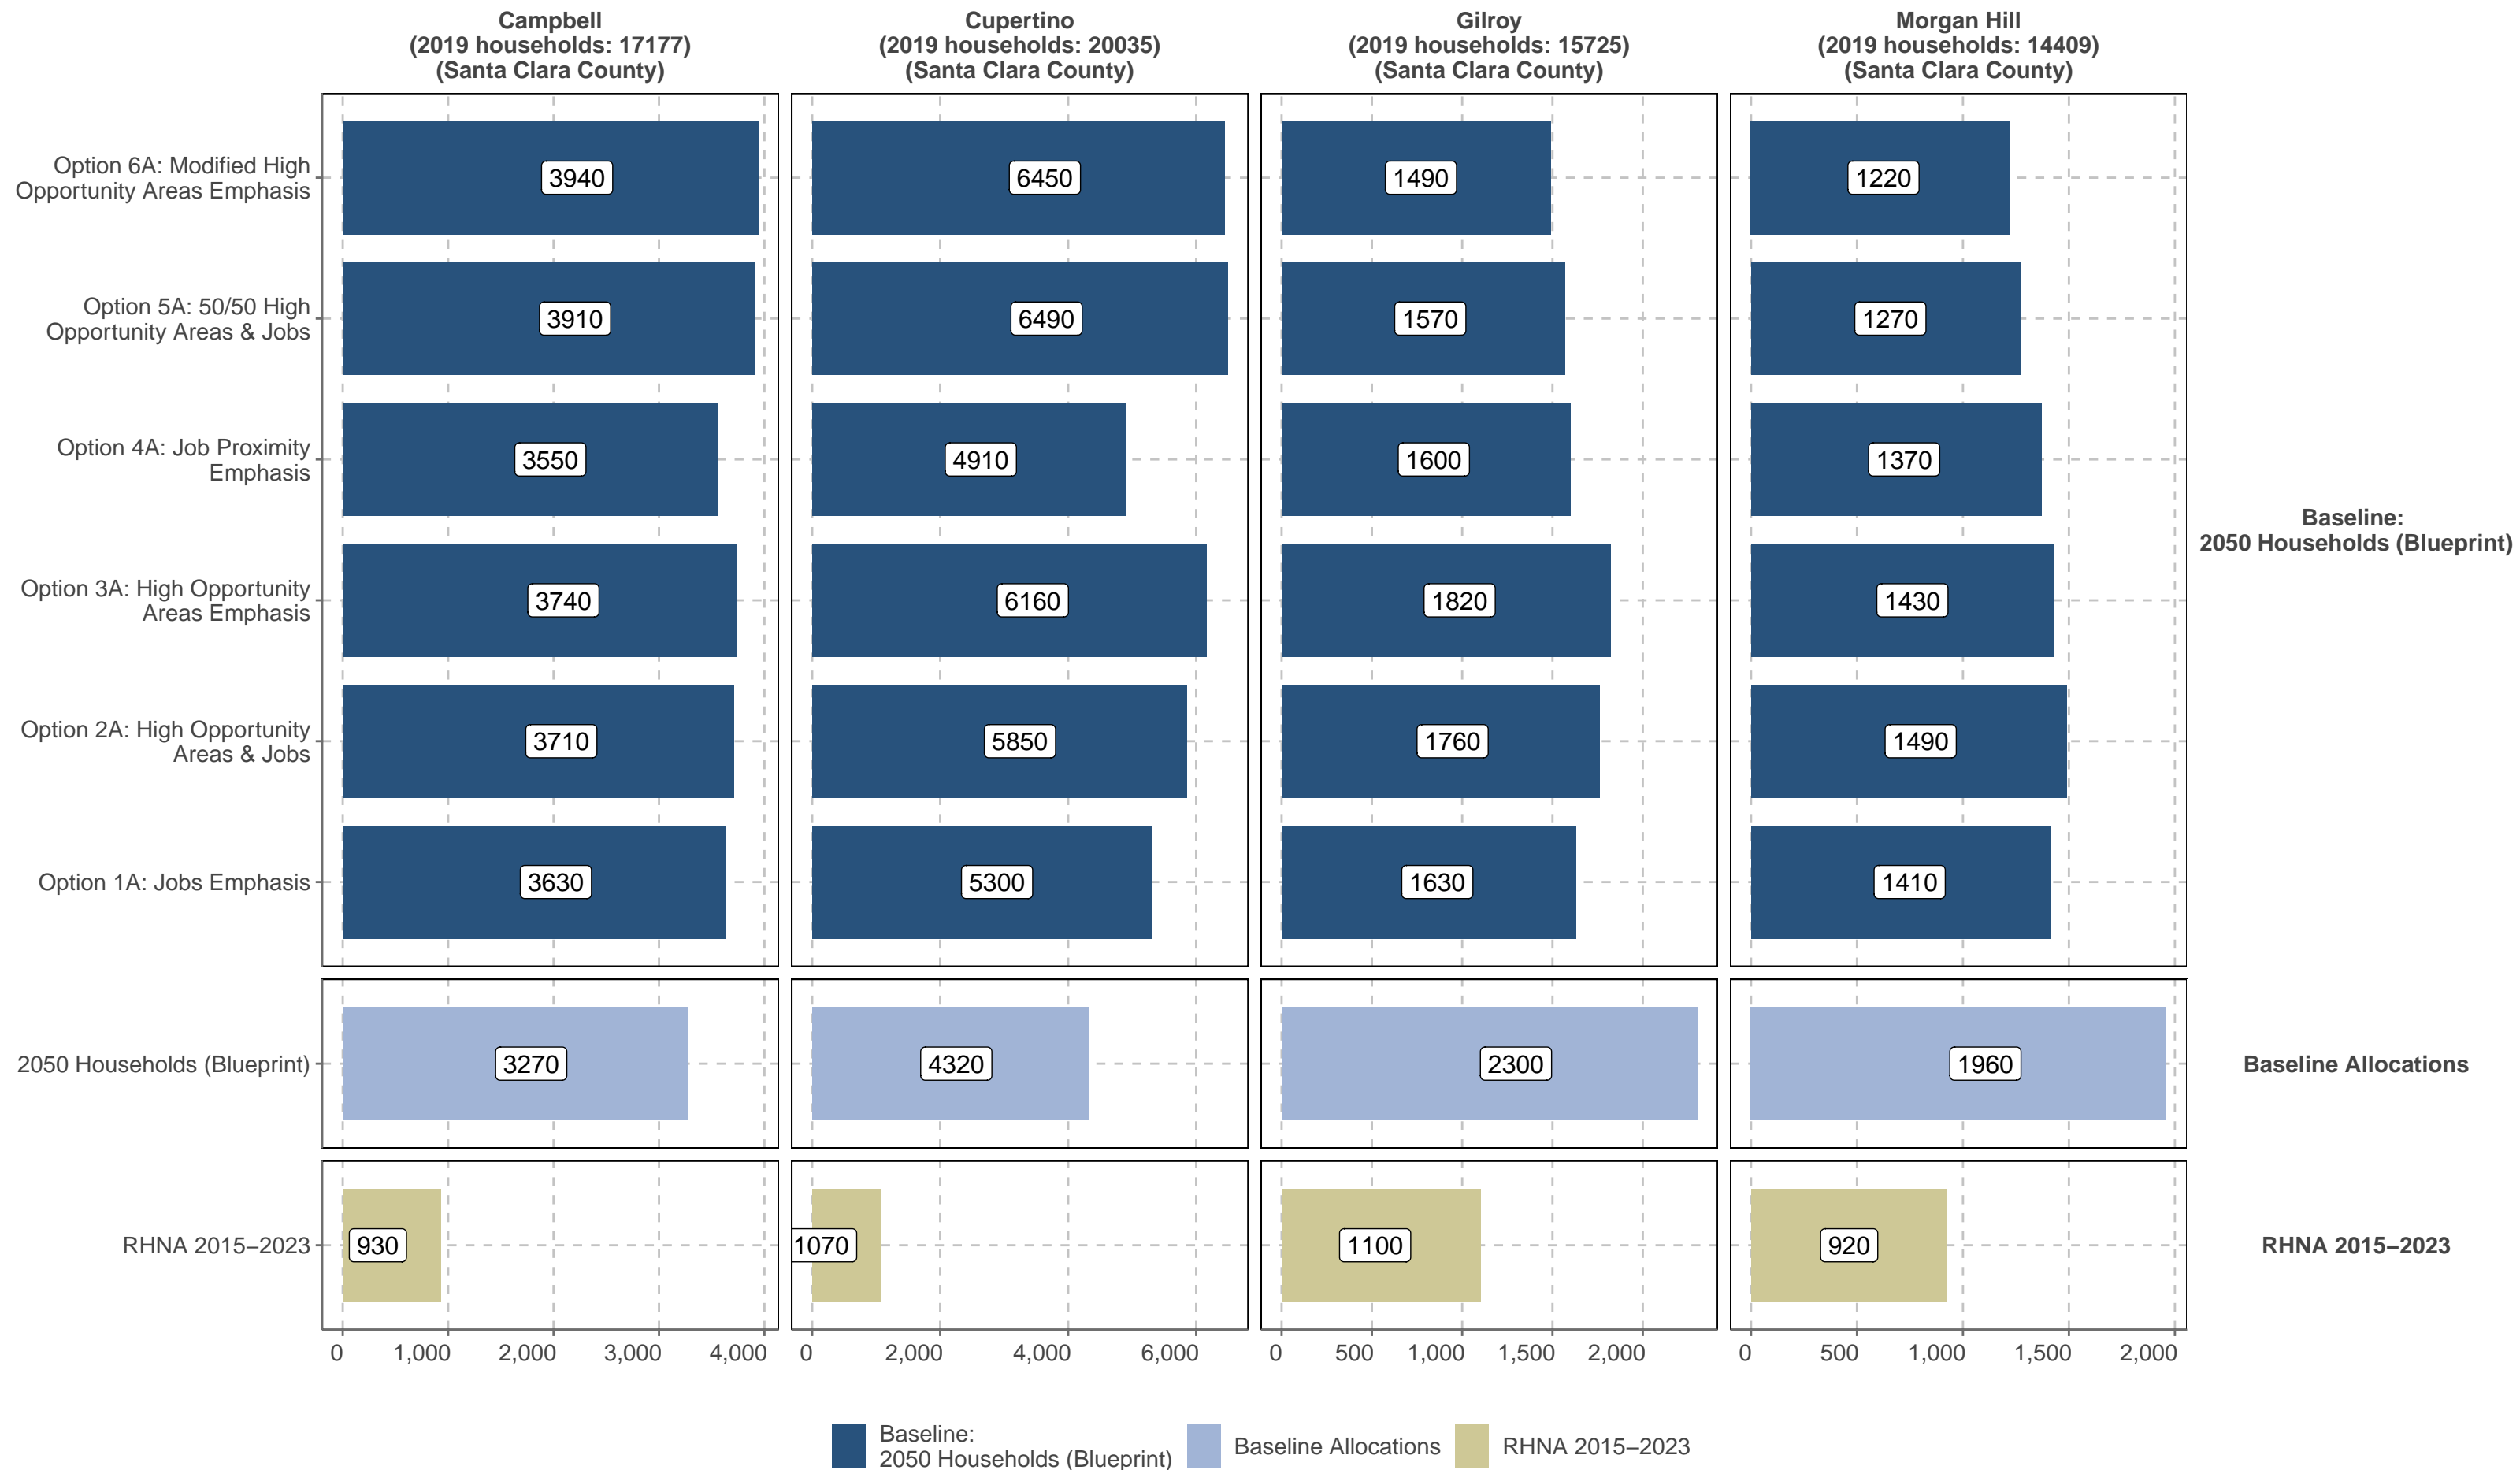 Campbell
(2019 households: 17177)
(Santa Clara County)
Cupertino
(2019 households: 20035)
(Santa Clara County)
Gilroy
(2019 households: 15725)
(Santa Clara County)
Morgan Hill
(2019 households: 14409)
(Santa Clara County)
Option 6A: Modified High
Opportunity Areas Emphasis
3940
6450
1490
1220
Option 5A: 50/50 High
Opportunity Areas & Jobs
3910
6490
1570
1270
Option 4A: Job Proximity
Emphasis
3550
4910
1600
1370
Baseline:
2050 Households (Blueprint)
Option 3A: High Opportunity
Areas Emphasis
3740
6160
1820
1430
Option 2A: High Opportunity
Areas & Jobs
3710
5850
1760
1490
Option 1A: Jobs Emphasis
3630
5300
1630
1410
2050 Households (Blueprint)
3270
4320
2300
1960
Baseline Allocations
RHNA 2015–2023
930
1070
1100
920
RHNA 2015–2023
0 1,000 2,000 3,000 4,000
0 2,000 4,000 6,000
0 500 1,000 1,500 2,000
0 500 1,000 1,500 2,000
Baseline:
2050 Households (Blueprint)
Baseline Allocations
RHNA 2015–2023